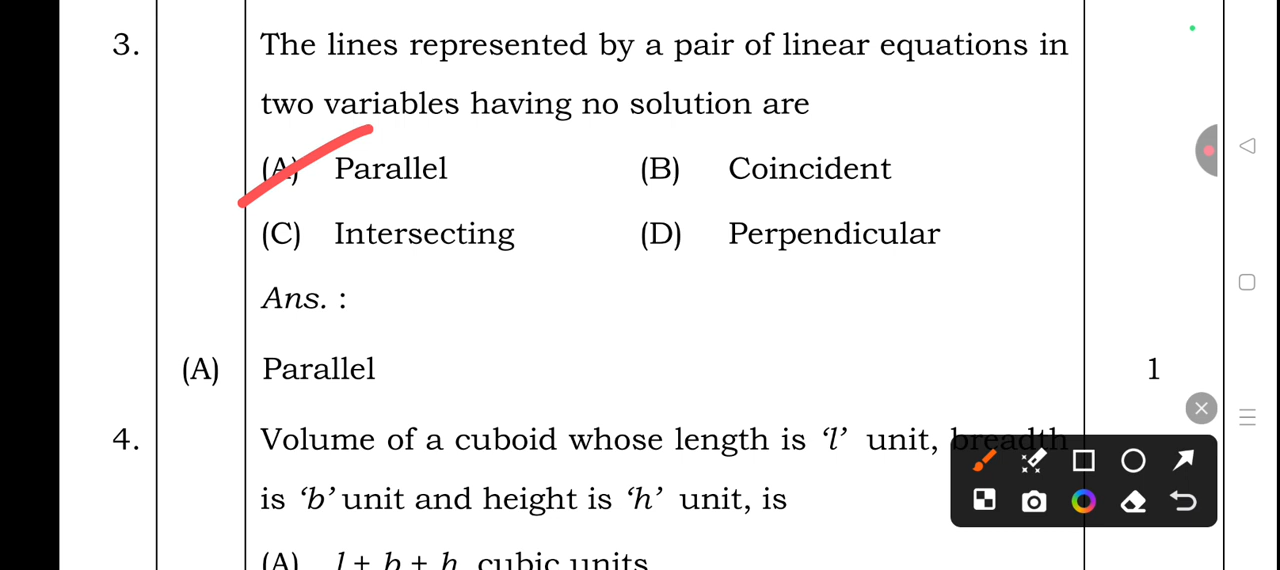 3. The lines represented by a pair of linear equations in
two variables having no solution are
(A) Parallel (B) Coincident
(C) Intersecting (D) Perpendicular
Ans. :
(A) Parallel 1
4. Volume of a cuboid whose length is ‘l’ unit, breadth
is ‘b’ unit and height is ‘h’ unit, is
(A) l + b + h cubic units